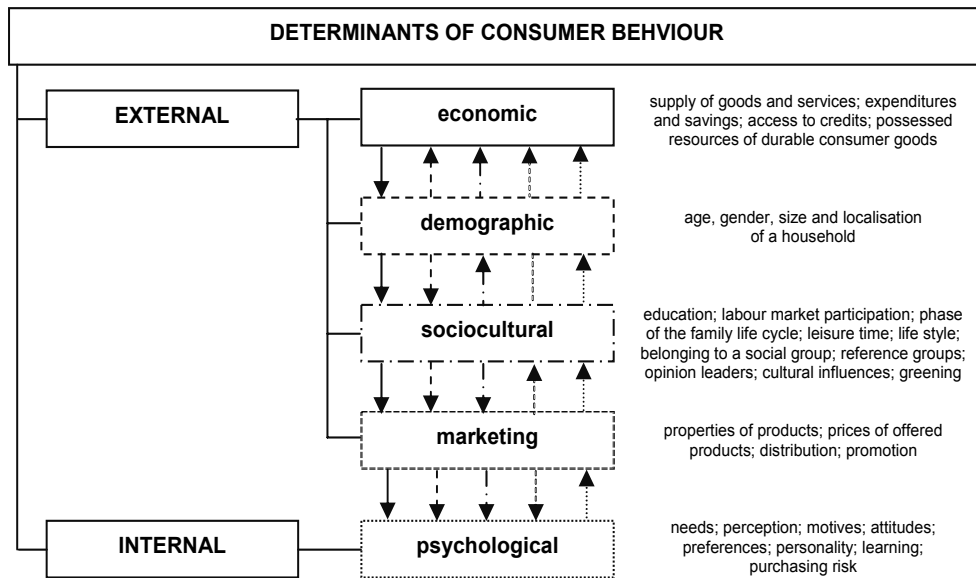 DETERMINANTS OF CONSUMER BEHVIOUR
EXTERNAL
economic
supply of goods and services; expenditures
and savings; access to credits; possessed
resources of durable consumer goods
demographic
age, gender, size and localisation
of a household
sociocultural
education; labour market participation; phase
of the family life cycle; leisure time; life style;
belonging to a social group; reference groups;
opinion leaders; cultural influences; greening
marketing
properties of products; prices of offered
products; distribution; promotion
INTERNAL
psychological
needs; perception; motives; attitudes;
preferences; personality; learning;
purchasing risk